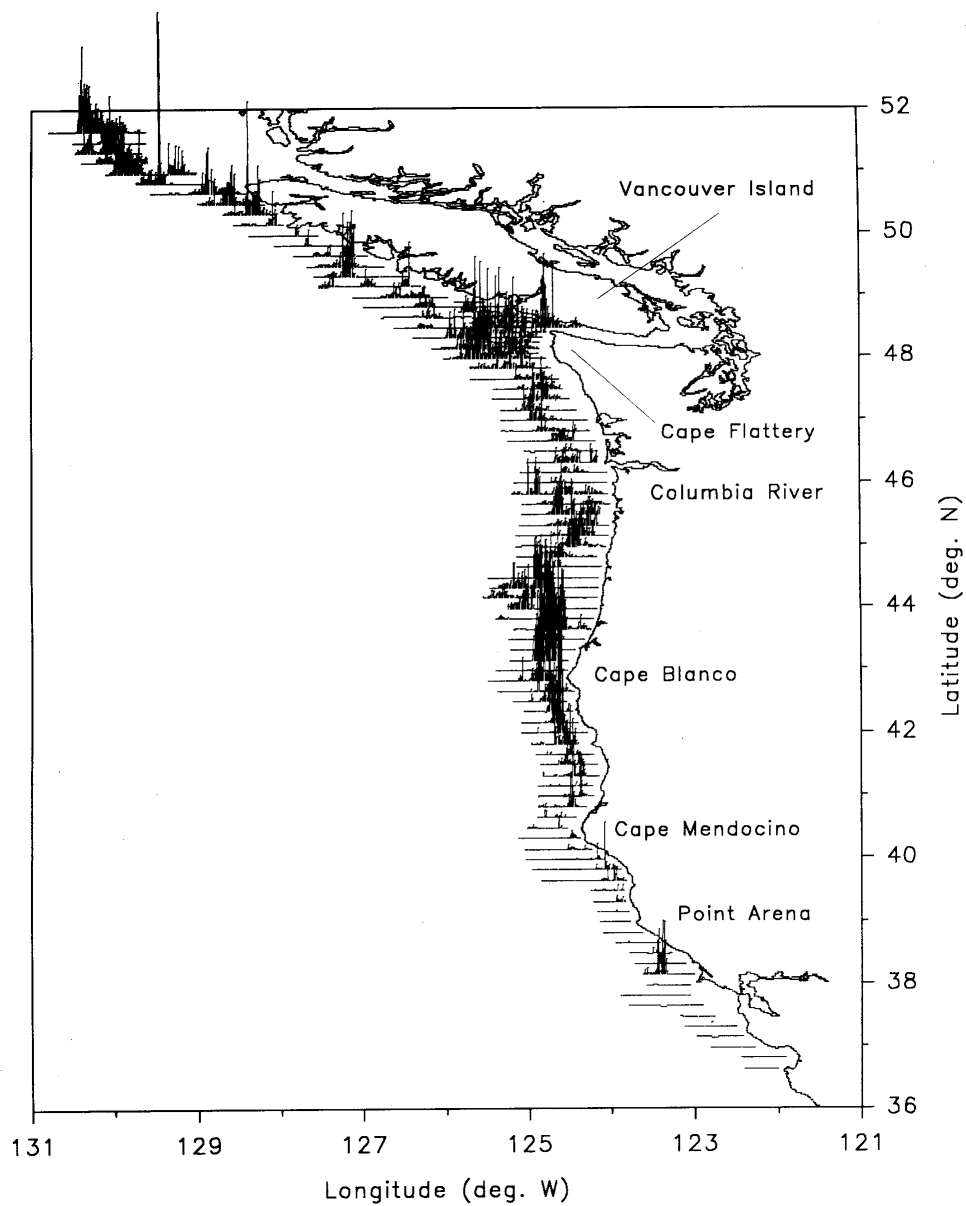 52
Vancouver Island
50
48
Cape Flattery
46
Columbia River
44
Latitude (deg. N)
Cape Blanco
42
Cape Mendocino
40
Point Arena
38
36
131 129 127 125 123 121
Longitude (deg. W)